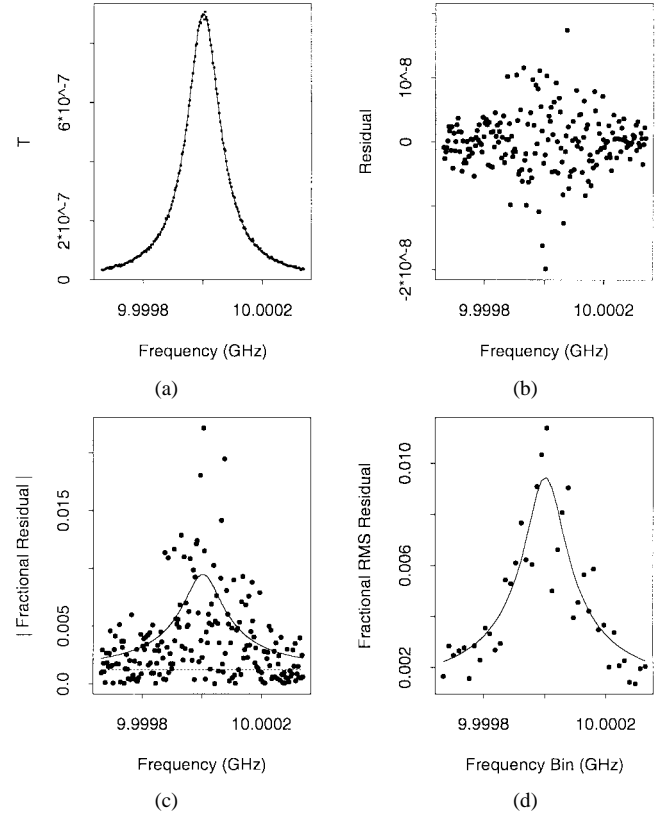 T
6*10^-7
2*10^-7
0
9.9998 10.0002
Frequency (GHz)
(a)
Residual
10^-8
0
-2*10^-8
9.9998 10.0002
Frequency (GHz)
(b)
| Fractional Residual |
0.015
0.005
0.0
9.9998 10.0002
Frequency (GHz)
(c)
Fractional RMS Residual
0.010
0.006
0.002
9.9998 10.0002
Frequency Bin (GHz)
(d)